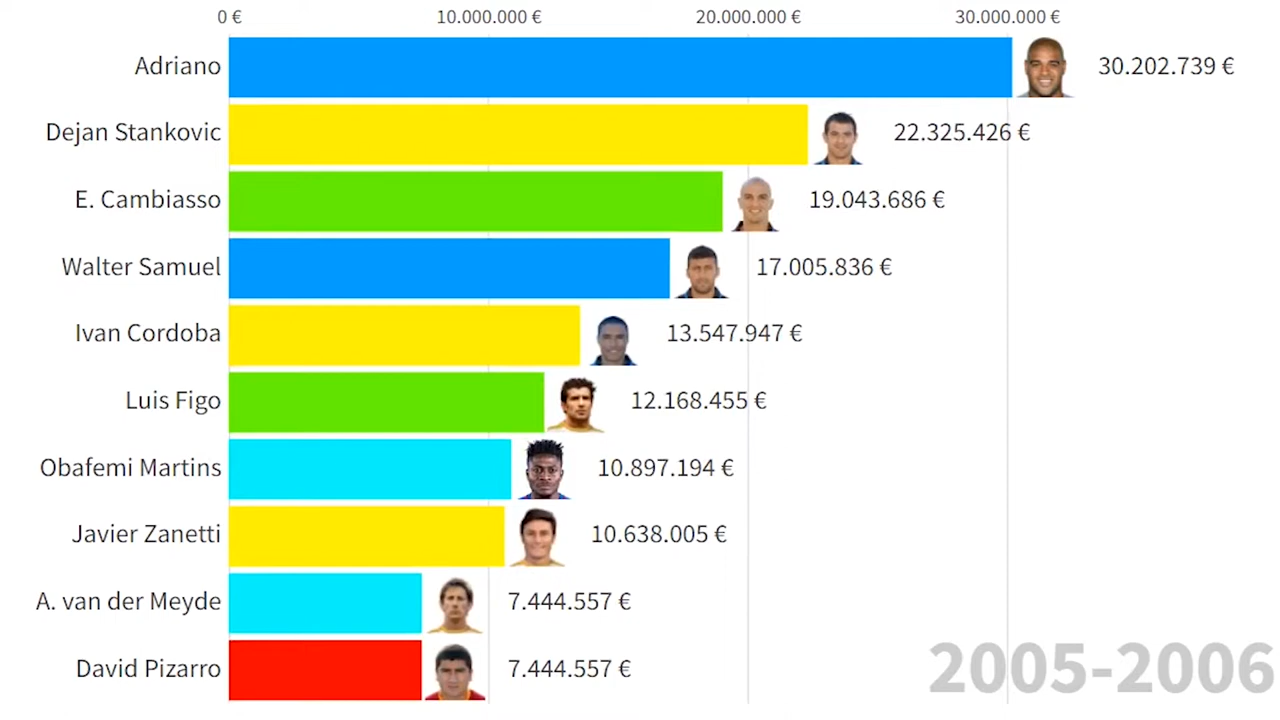 0 € 10.000.000 € 20.000.000 € 30.000.000 €
Adriano 30.202.739 €
Dejan Stankovic 22.325.426 €
E. Cambiasso 19.043.686 €
Walter Samuel 17.005.836 €
Ivan Cordoba 13.547.947 €
Luis Figo 12.168.455 €
Obafemi Martins 10.897.194 €
Javier Zanetti 10.638.005 €
A. van der Meyde 7.444.557 €
David Pizarro 7.444.557 €
2005-2006